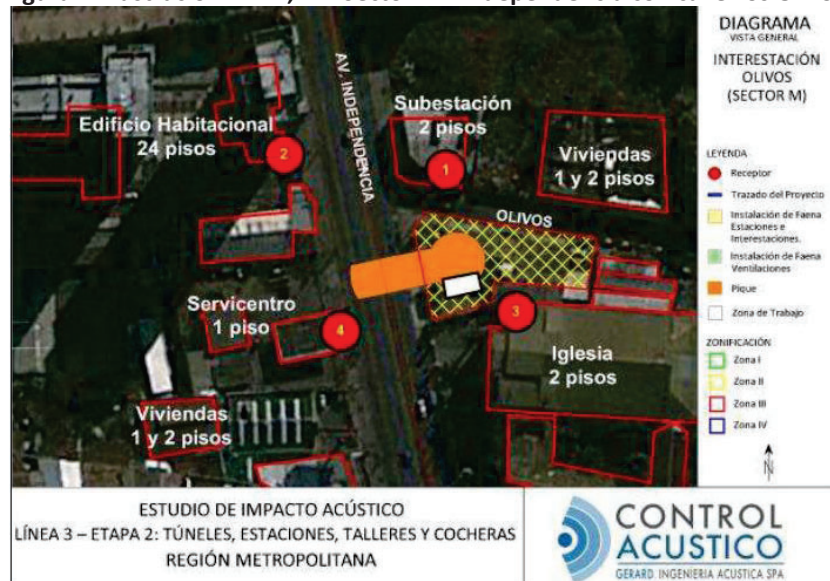 DIAGRAMA
VISTA GENERAL
INTERESTACIÓN
OLIVOS
(SECTOR M)
AV. INDEPENDENCIA
Edificio Habitacional
24 pisos
2
Subestación
2 pisos
1
Viviendas
1 y 2 pisos
OLIVOS
Servicentro
1 piso
4
3
Iglesia
2 pisos
Viviendas
1 y 2 pisos
LEYENDA
Receptor
Trazado del Proyecto
Instalación de Faena
Estaciones e
Interestaciones.
Instalación de Faena
Ventilaciones
Pique
Zona de Trabajo
ZONIFICACIÓN
Zona I
Zona II
Zona III
Zona IV
N
ESTUDIO DE IMPACTO ACÚSTICO
LÍNEA 3 – ETAPA 2: TÚNELES, ESTACIONES, TALLERES Y COCHERAS
REGIÓN METROPOLITANA
CONTROL
ACUSTICO
GERARD INGENIERIA ACUSTICA SPA